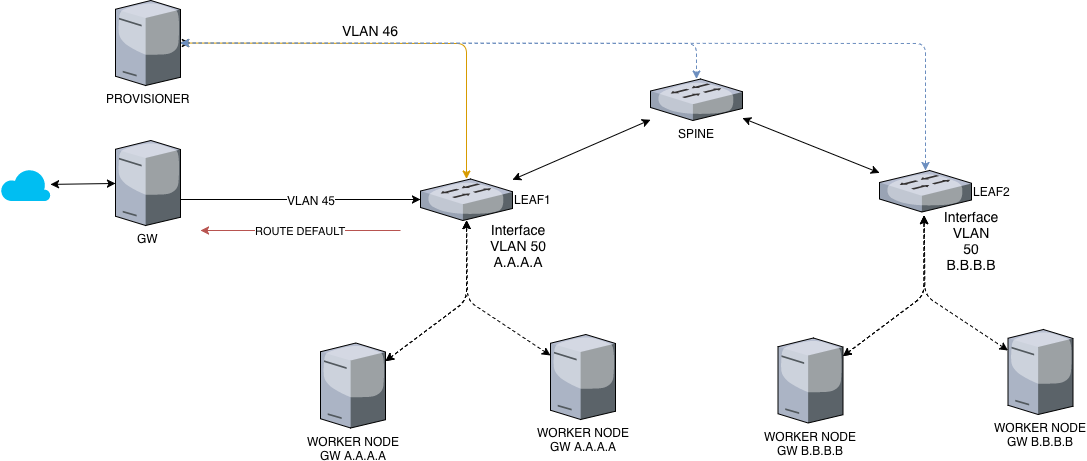 VLAN 46
PROVISIONER
SPINE
LEAF1
LEAF2
VLAN 45
GW
ROUTE DEFAULT
Interface
VLAN 50
A.A.A.A
Interface
VLAN
50
B.B.B.B
WORKER NODE
GW A.A.A.A
WORKER NODE
GW A.A.A.A
WORKER NODE
GW B.B.B.B
WORKER NODE
GW B.B.B.B